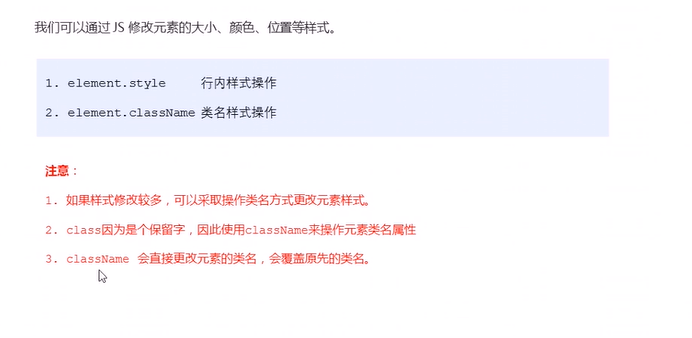 我们可以通过 JS 修改元素的大小、颜色、位置等样式。
1. element.style 行内样式操作
2. element.className 类名样式操作
注意：
1. 如果样式修改较多，可以采取操作类名方式更改元素样式。
2. class因为是个保留字，因此使用className来操作元素类名属性
3. className 会直接更改元素的类名，会覆盖原先的类名。